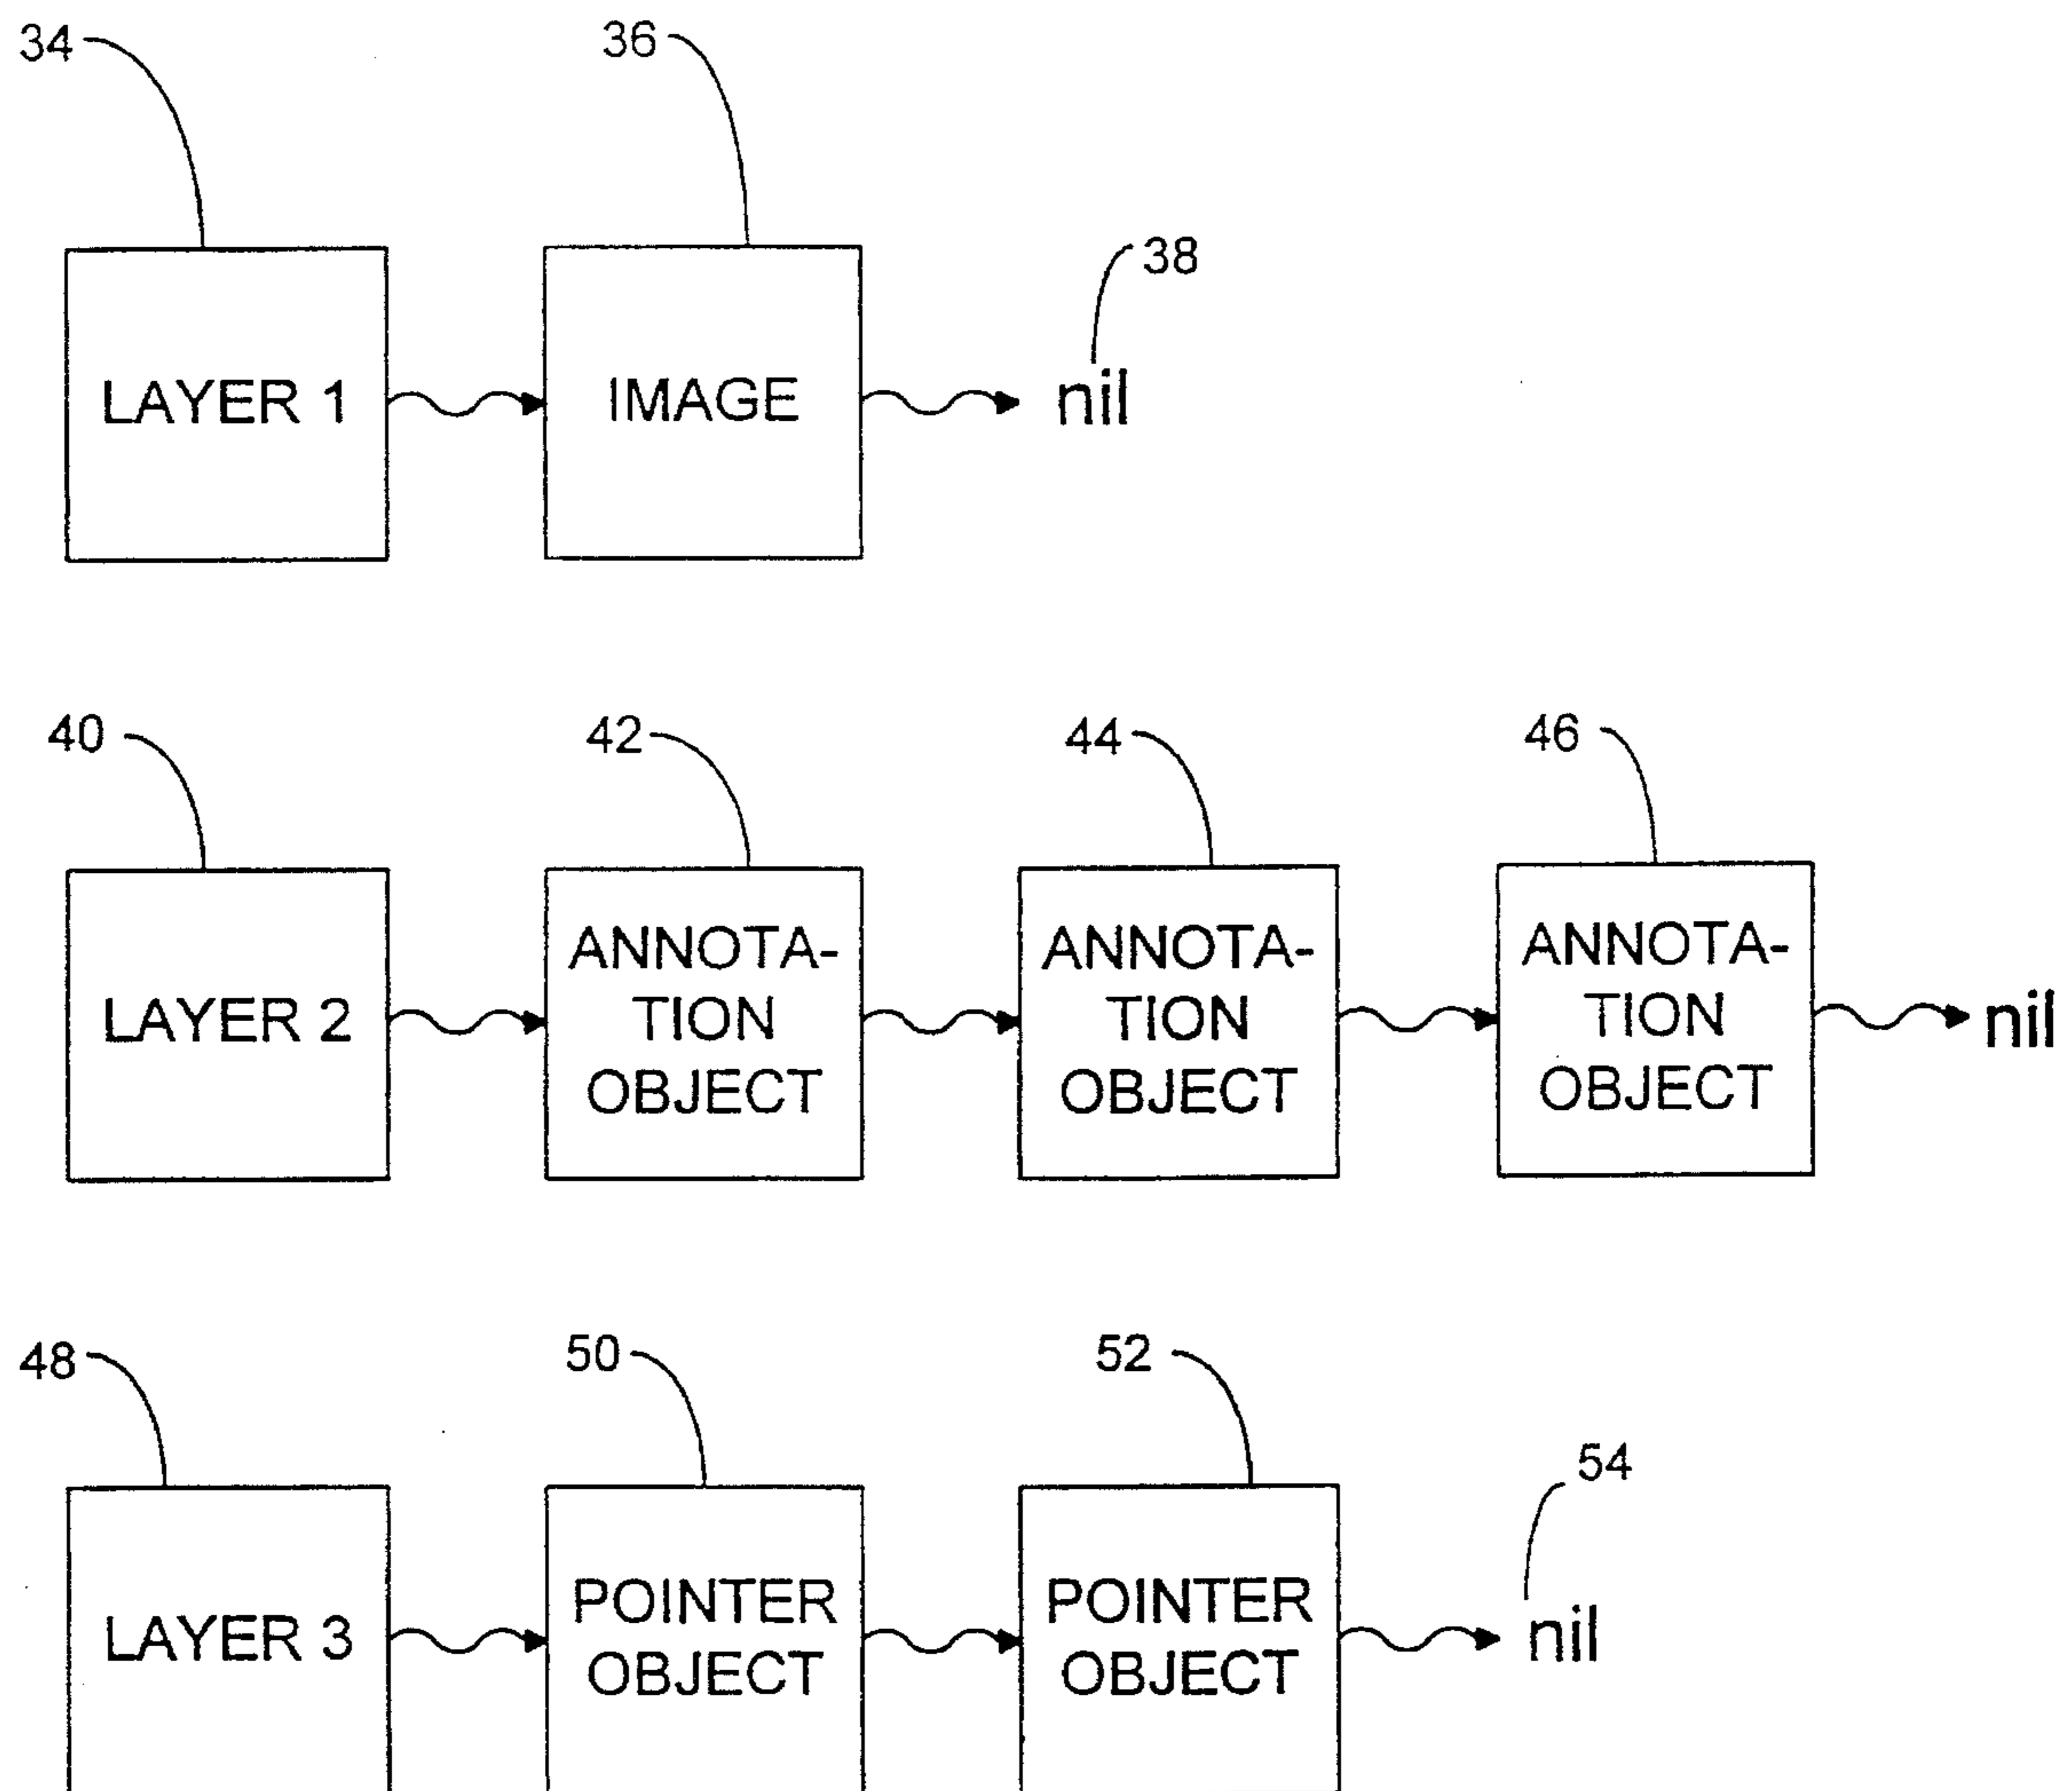 34
36
38
LAYER 1
IMAGE
nil
40
42
44
46
LAYER 2
ANNOTA-
TION
OBJECT
ANNOTA-
TION
OBJECT
ANNOTA-
TION
OBJECT
nil
48
50
52
54
LAYER 3
POINTER
OBJECT
POINTER
OBJECT
nil